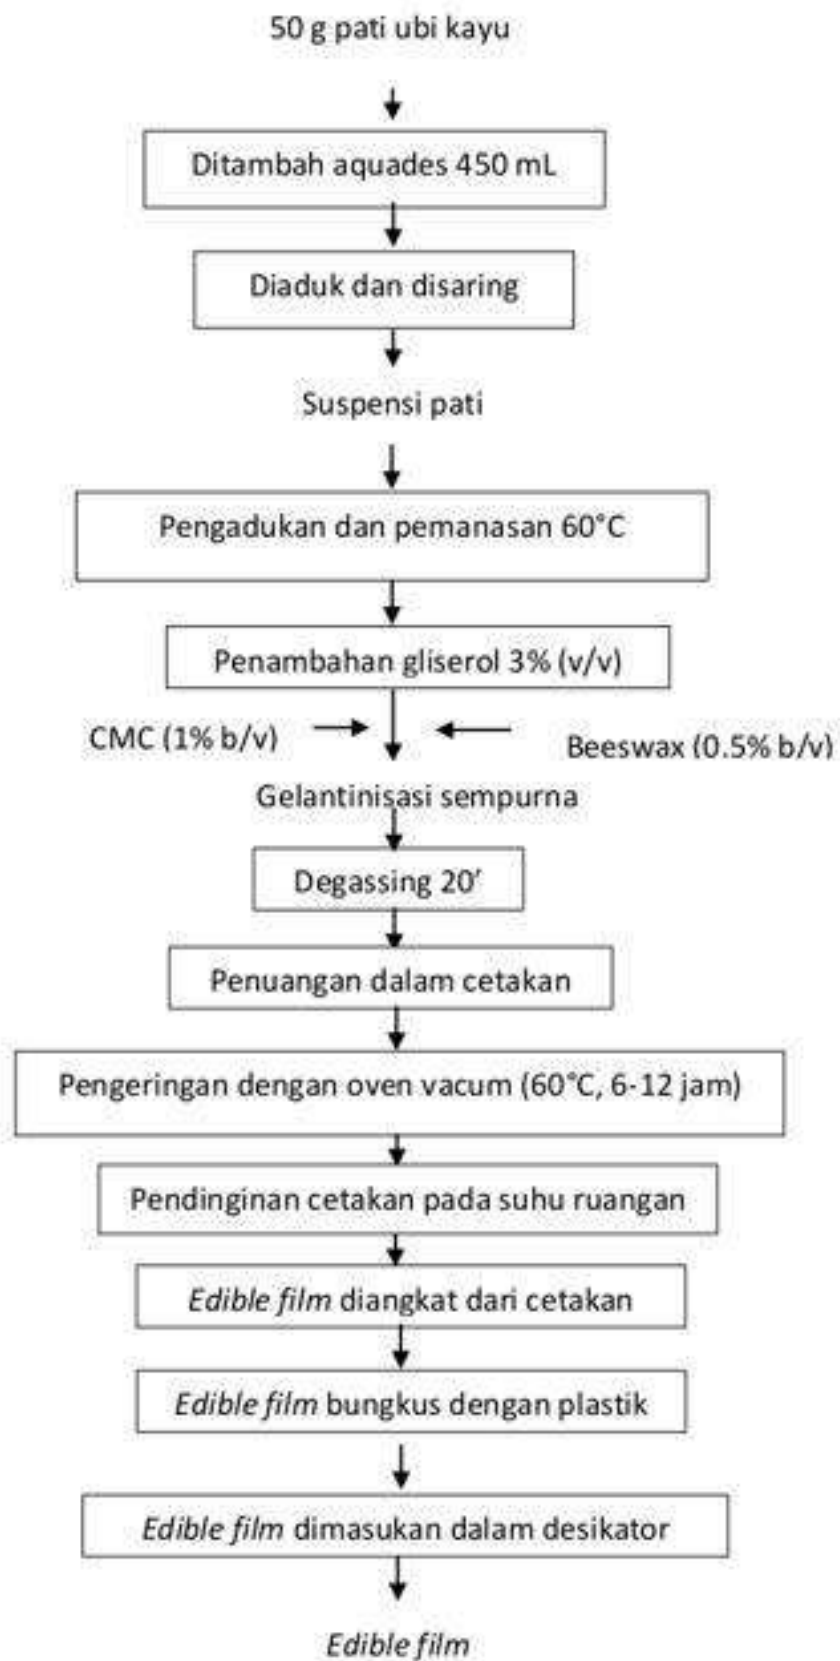 50 g pati ubi kayu
Ditambah aquades 450 mL
Diaduk dan disaring
Suspensi pati
Pengadukan dan pemanasan 60°C
Penambahan gliserol 3% (v/v)
CMC (1% b/v)
Beeswax (0.5% b/v)
Gelantinisasi sempurna
Degassing 20’
Penuangan dalam cetakan
Pengeringan dengan oven vacum (60°C, 6-12 jam)
Pendinginan cetakan pada suhu ruangan
Edible film diangkat dari cetakan
Edible film bungkus dengan plastik
Edible film dimasukan dalam desikator
Edible film